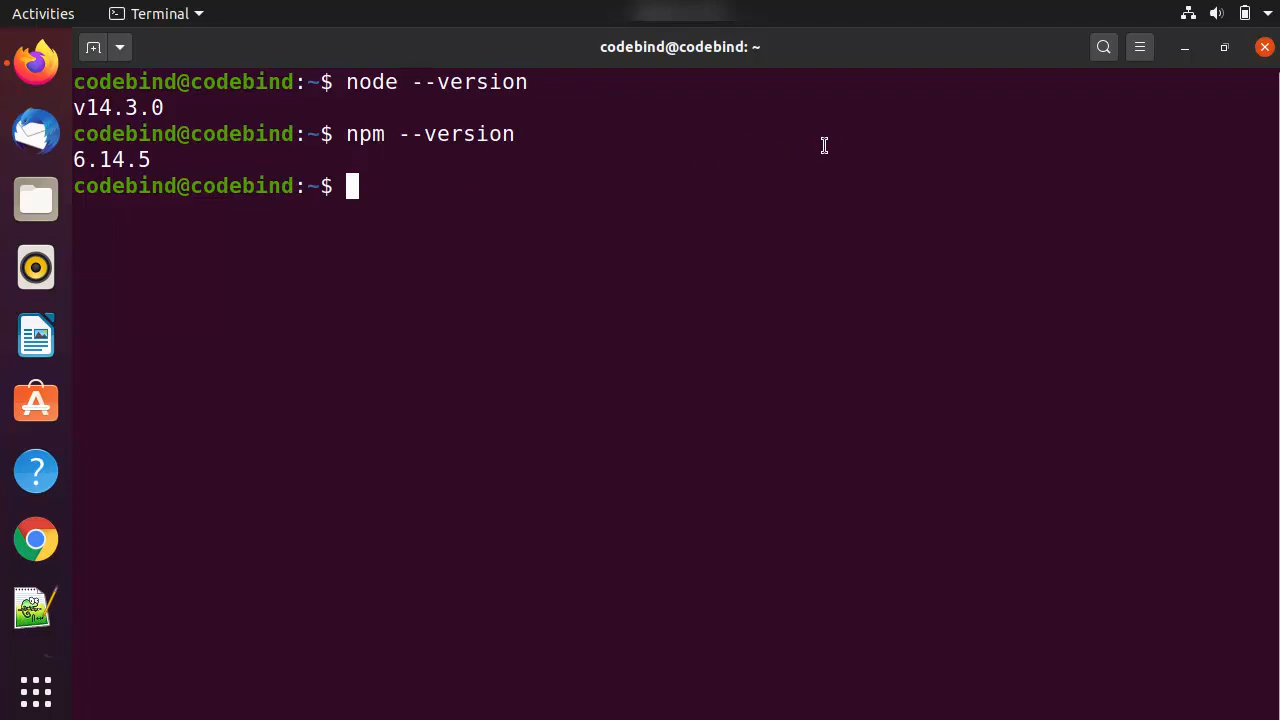 Activities Terminal
codebind@codebind: ~
codebind@codebind:~$ node --version
v14.3.0
codebind@codebind:~$ npm --version
6.14.5
codebind@codebind:~$